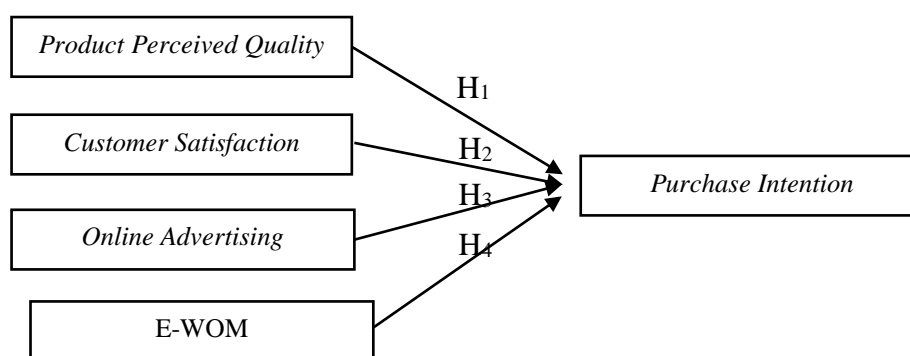 Product Perceived Quality
H1
Customer Satisfaction
H2
Purchase Intention
H3
Online Advertising
H4
E-WOM